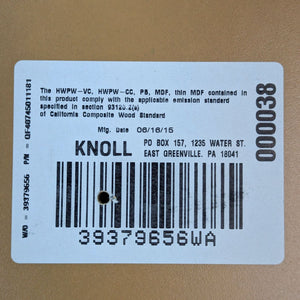 The HWPW-VC, HWPW-CC, PB, MDF, thin MDF contained in
this product comply with the applicable emission standard
specified in section 93120.2(a)
of California Composite Wood Standard
Mfg. Date 06/16/15
KNOLL
PO BOX 157, 1235 WATER ST.
EAST GREENVILLE, PA 18041
39379656WA
000038
W/O = 39379656 P/N = OF48745D11181